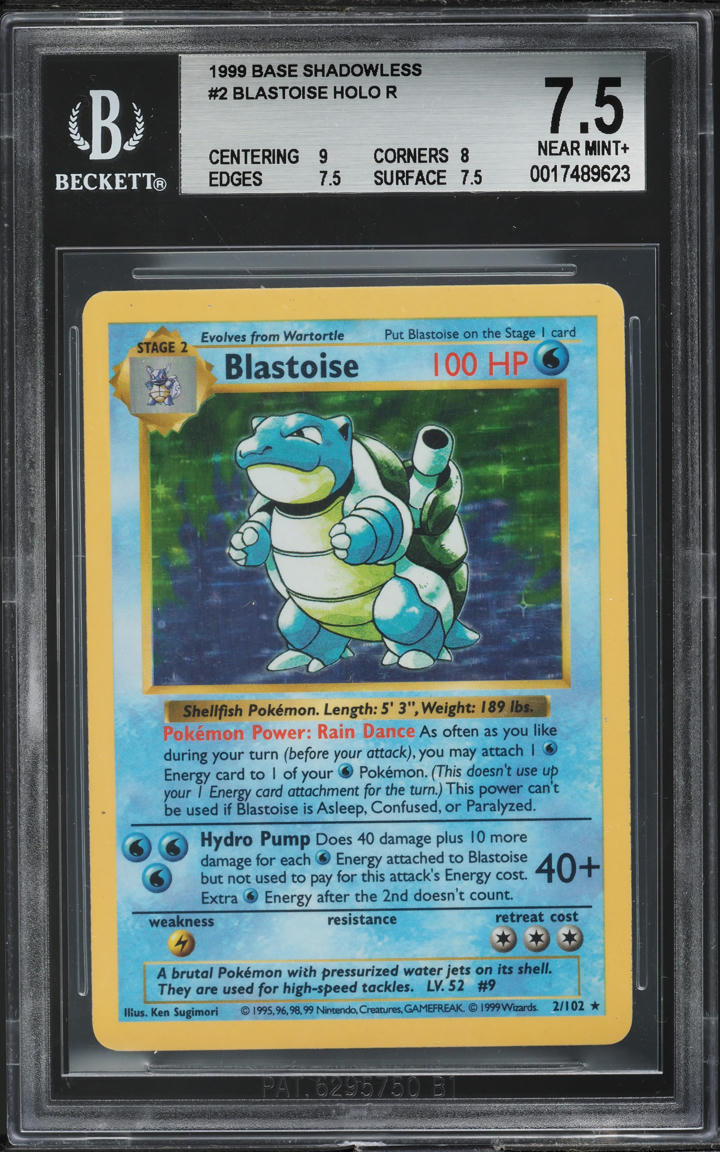 1999 BASE SHADOWLESS
#2 BLASTOISE HOLO R
7.5
NEAR MINT+
CENTERING 9 CORNERS 8
EDGES 7.5 SURFACE 7.5
0017489623
B
BECKETT®
STAGE 2
Evolves from Wartortle
Put Blastoise on the Stage 1 card
Blastoise
100 HP
Shellfish Pokémon. Length: 5' 3", Weight: 189 lbs.
Pokémon Power: Rain Dance As often as you like
during your turn (before your attack), you may attach 1
Energy card to 1 of your Pokémon. (This doesn't use up
your 1 Energy card attachment for the turn.) This power can't
be used if Blastoise is Asleep, Confused, or Paralyzed.
Hydro Pump Does 40 damage plus 10 more
damage for each Energy attached to Blastoise
but not used to pay for this attack's Energy cost.
Extra Energy after the 2nd doesn't count.
40+
weakness resistance retreat cost
A brutal Pokémon with pressurized water jets on its shell.
They are used for high-speed tackles. LV. 52 #9
Illus. Ken Sugimori ©1995, 96, 98, 99 Nintendo, Creatures, GAMEFREAK. ©1999 Wizards. 2/102 ★
PAT. 6295750 B1